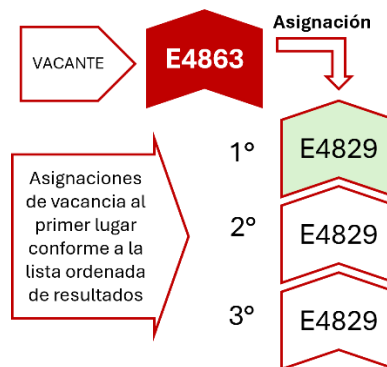 Asignación
VACANTE
E4863
1°
E4829
Asignaciones
de vacancia al
primer lugar
conforme a la
lista ordenada
de resultados
2°
E4829
3°
E4829